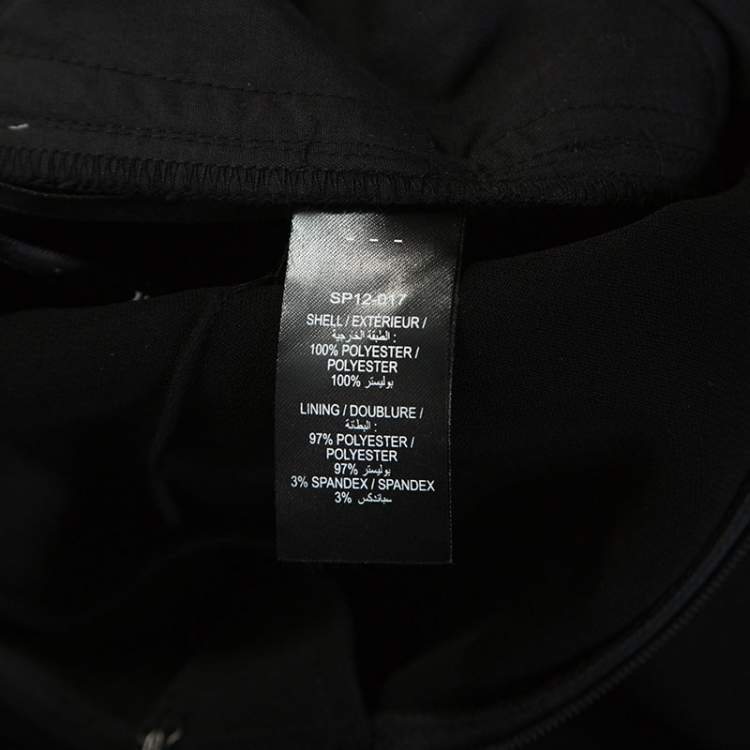 - - -
SP12-017
SHELL / EXTÉRIEUR /
الطبقة الخارجية :
100% POLYESTER /
POLYESTER
100% بوليستر
LINING / DOUBLURE /
البطانة :
97% POLYESTER /
POLYESTER
97% بوليستر
3% SPANDEX / SPANDEX
3% سباندكس